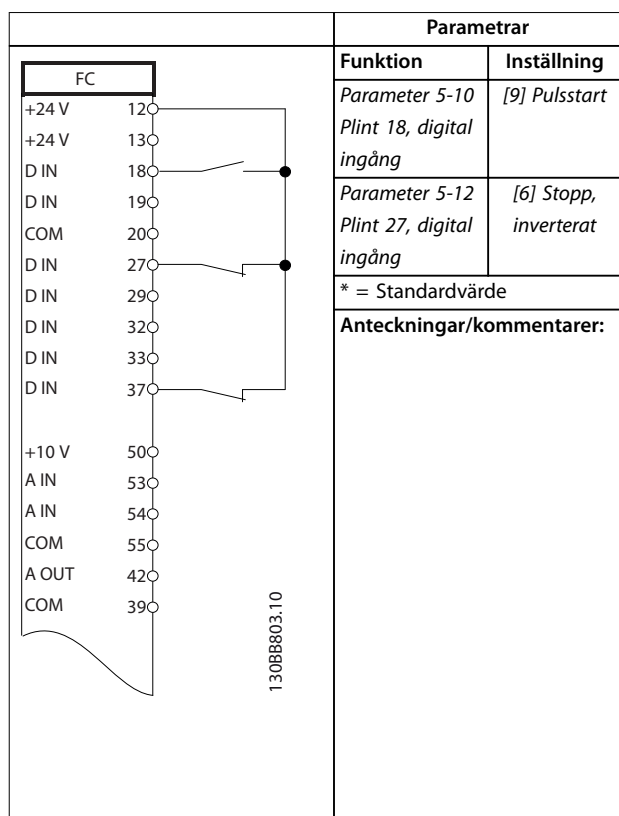 FC
+24 V 12
+24 V 13
D IN 18
D IN 19
COM 20
D IN 27
D IN 29
D IN 32
D IN 33
D IN 37
+10 V 50
A IN 53
A IN 54
COM 55
A OUT 42
COM 39
130BB803.10
Parametrar
Funktion Inställning
Parameter 5-10 [9] Pulsstart
Plint 18, digital
ingång
Parameter 5-12 [6] Stopp,
Plint 27, digital inverterat
ingång
* = Standardvärde
Anteckningar/kommentarer: